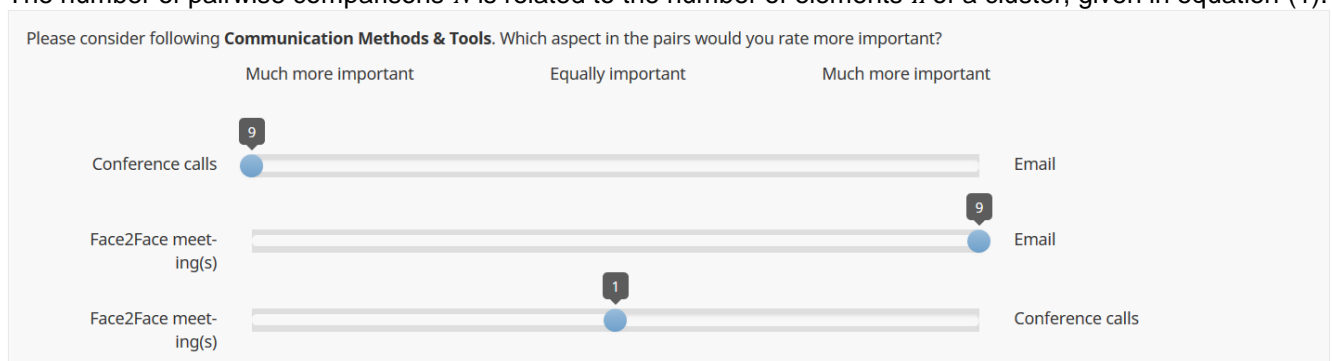 The number of pairwise comparisons N is related to the number of elements n of a cluster, given in equation (1).
Please consider following Communication Methods & Tools. Which aspect in the pairs would you rate more important?
Much more important Equally important Much more important
9
Conference calls Email
9
Face2Face meet-
ing(s) Email
1
Face2Face meet-
ing(s) Conference calls